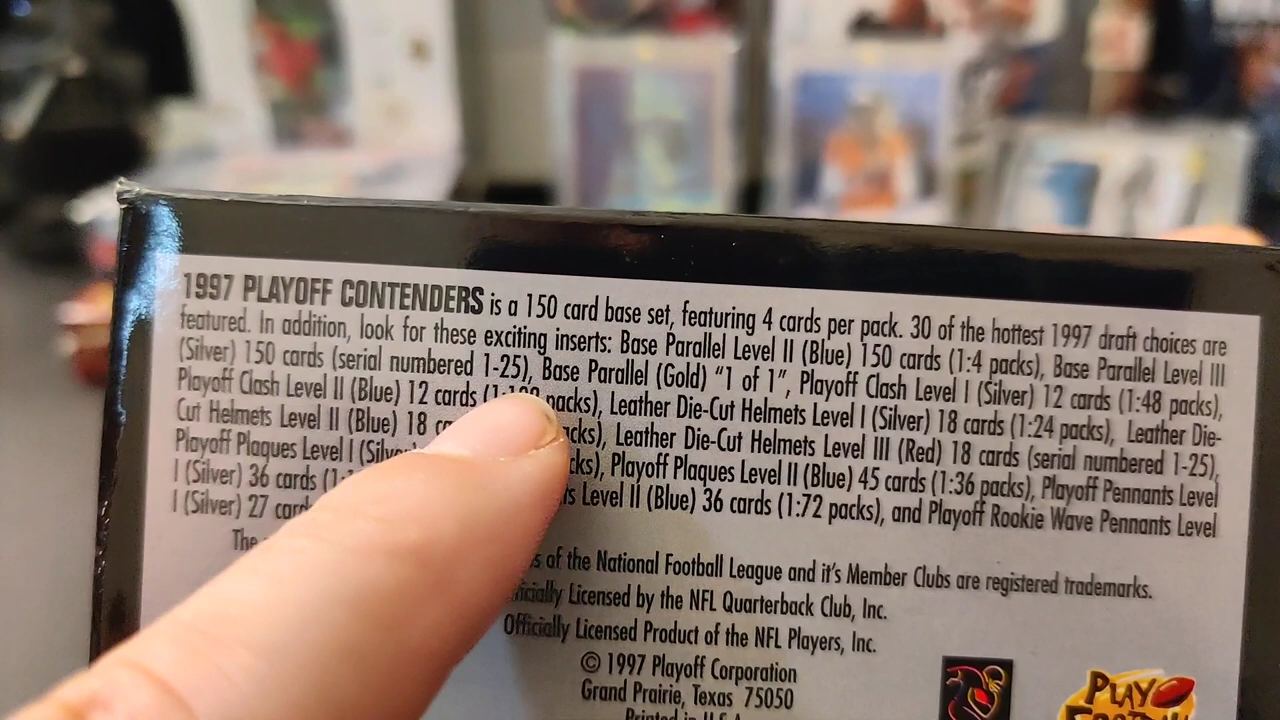 1997 PLAYOFF CONTENDERS is a 150 card base set, featuring 4 cards per pack. 30 of the hottest 1997 draft choices are
featured. In addition, look for these exciting inserts: Base Parallel Level II (Blue) 150 cards (1:4 packs), Base Parallel Level III
(Silver) 150 cards (serial numbered 1-25), Base Parallel (Gold) "1 of 1", Playoff Clash Level I (Silver) 12 cards (1:48 packs),
Playoff Clash Level II (Blue) 12 cards packs), Leather Die-Cut Helmets Level I (Silver) 18 cards (1:24 packs), Leather Die-
Cut Helmets Level II (Blue) 18 Leather Die-Cut Helmets Level III (Red) 18 cards (serial numbered 1-25),
Playoff Plaques Level I Playoff Plaques Level II (Blue) 45 cards (1:36 packs), Playoff Pennants Level
I (Silver) 36 cards Level II (Blue) 36 cards (1:72 packs), and Playoff Rookie Wave Pennants Level
I (Silver) 27
The of the National Football League and it's Member Clubs are registered trademarks.
Licensed by the NFL Quarterback Club, Inc.
Officially Licensed Product of the NFL Players, Inc.
© 1997 Playoff Corporation
Grand Prairie, Texas 75050
Printed in U.S.A.
PLAY
FOOTBALL